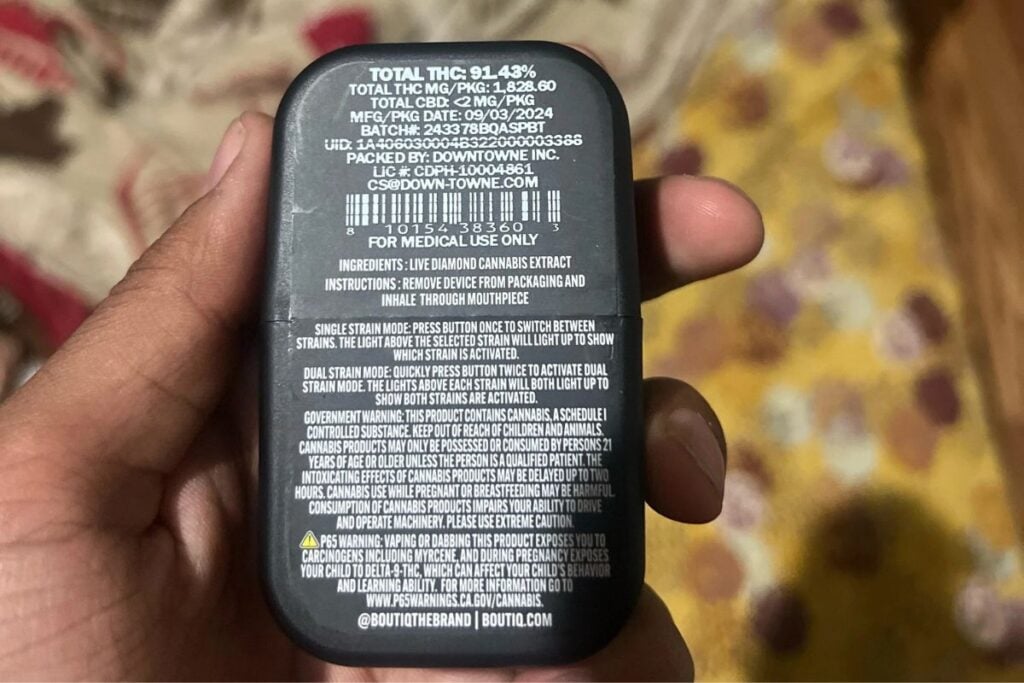 TOTAL THC: 91.43%
TOTAL THC MG/PKG: 1,828.60
TOTAL CBD: <2 MG/PKG
MFG/PKG DATE: 09/03/2024
BATCH#: 243378BQASPBT
UID: 1A406030004B322000003388
PACKED BY: DOWNTOWNE INC.
LIC #: CDPH-10004861
CS@DOWN-TOWNE.COM
8 10154 38360 3
FOR MEDICAL USE ONLY
INGREDIENTS : LIVE DIAMOND CANNABIS EXTRACT
INSTRUCTIONS : REMOVE DEVICE FROM PACKAGING AND
INHALE THROUGH MOUTHPIECE
SINGLE STRAIN MODE: PRESS BUTTON ONCE TO SWITCH BETWEEN
STRAINS. THE LIGHT ABOVE THE SELECTED STRAIN WILL LIGHT UP TO SHOW
WHICH STRAIN IS ACTIVATED.
DUAL STRAIN MODE: QUICKLY PRESS BUTTON TWICE TO ACTIVATE DUAL
STRAIN MODE. THE LIGHTS ABOVE EACH STRAIN WILL BOTH LIGHT UP TO
SHOW BOTH STRAINS ARE ACTIVATED.
GOVERNMENT WARNING: THIS PRODUCT CONTAINS CANNABIS, A SCHEDULE I
CONTROLLED SUBSTANCE. KEEP OUT OF REACH OF CHILDREN AND ANIMALS.
CANNABIS PRODUCTS MAY ONLY BE POSSESSED OR CONSUMED BY PERSONS 21
YEARS OF AGE OR OLDER UNLESS THE PERSON IS A QUALIFIED PATIENT. THE
INTOXICATING EFFECTS OF CANNABIS PRODUCTS MAY BE DELAYED UP TO TWO
HOURS. CANNABIS USE WHILE PREGNANT OR BREASTFEEDING MAY BE HARMFUL.
CONSUMPTION OF CANNABIS PRODUCTS IMPAIRS YOUR ABILITY TO DRIVE
AND OPERATE MACHINERY. PLEASE USE EXTREME CAUTION.
P65 WARNING: VAPING OR DABBING THIS PRODUCT EXPOSES YOU TO
CARCINOGENS INCLUDING MYRCENE, AND DURING PREGNANCY EXPOSES
YOUR CHILD TO DELTA-9-THC, WHICH CAN AFFECT YOUR CHILD'S BEHAVIOR
AND LEARNING ABILITY. FOR MORE INFORMATION GO TO
WWW.P65WARNINGS.CA.GOV/CANNABIS.
@BOUTIQTHEBRAND | BOUTIQ.COM